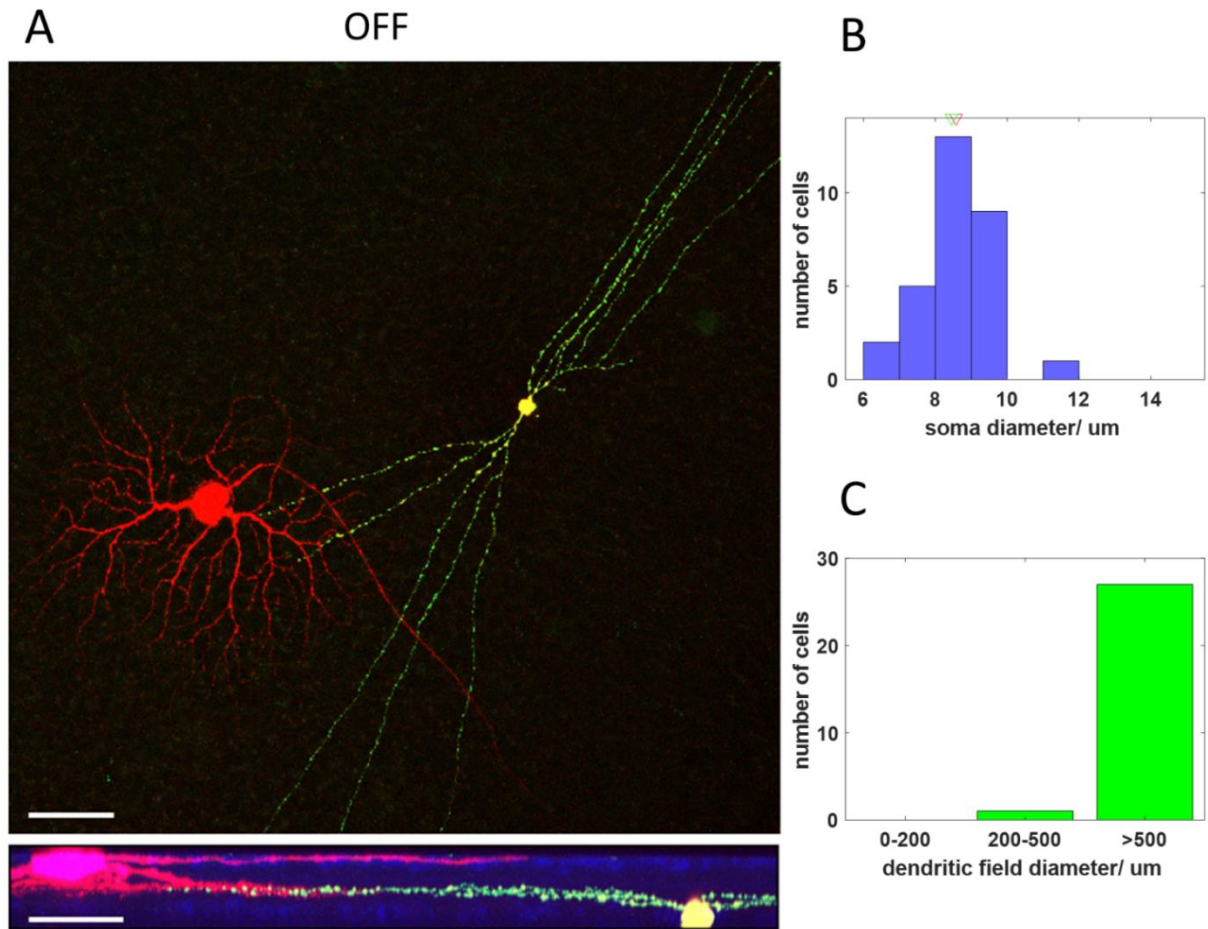 A
OFF
B
number of cells
10
5
0
6 8 10 12 14
soma diameter/ um
C
number of cells
30
20
10
0
0-200 200-500 >500
dendritic field diameter/ um